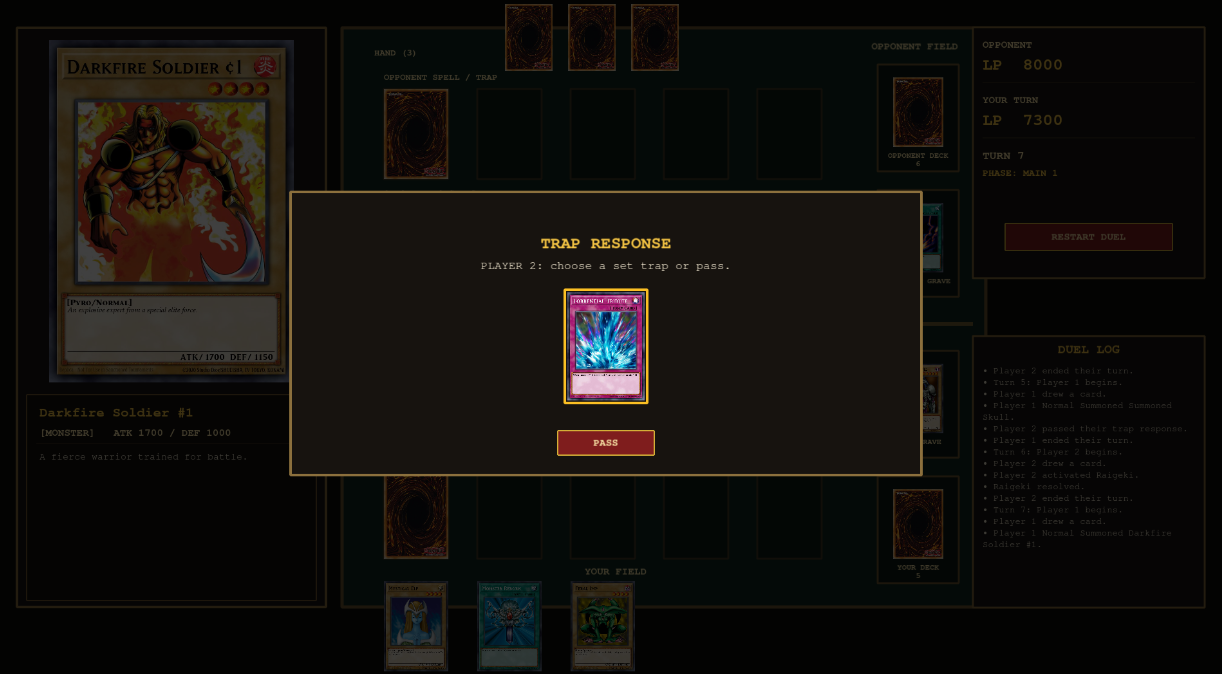 DARKFIRE SOLDIER ¢1
炎
[PYRO/NORMAL]
An explosive expert from a special elite force
ATK/ 1700 DEF/ 1150
Darkfire Soldier #1
[MONSTER] ATK 1700 / DEF 1000
A fierce warrior trained for battle.
HAND (3)
OPPONENT SPELL / TRAP
OPPONENT FIELD
OPPONENT DECK
6
GRAVE
TRAP RESPONSE
PLAYER 2: choose a set trap or pass.
PASS
YOUR DECK
5
YOUR FIELD
OPPONENT
LP 8000
YOUR TURN
LP 7300
TURN 7
PHASE: MAIN 1
RESTART DUEL
DUEL LOG
• Player 2 ended their turn.
• Turn 5: Player 1 begins.
• Player 1 drew a card.
• Player 1 Normal Summoned Summoned
Skull.
• Player 2 passed their trap response.
• Player 1 ended their turn.
• Turn 6: Player 2 begins.
• Player 2 drew a card.
• Player 2 activated Raigeki.
• Raigeki resolved.
• Player 2 ended their turn.
• Turn 7: Player 1 begins.
• Player 1 drew a card.
• Player 1 Normal Summoned Darkfire
Soldier #1.